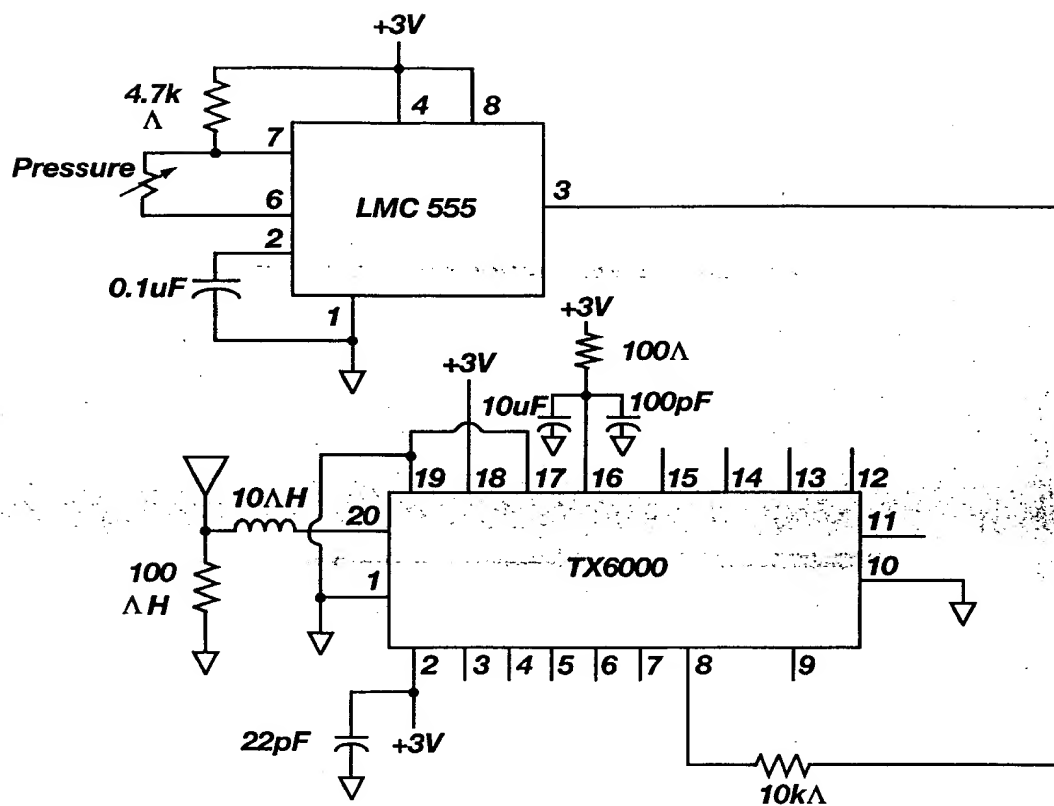 +3V
4.7k
Λ
4
8
7
Pressure
6
3
LMC 555
2
0.1uF
1
+3V
100Λ
+3V
10uF
100pF
19
18
17
16
15
14
13
12
10ΛH
20
11
TX6000
10
100
ΛH
1
2
3
4
5
6
7
8
9
22pF
+3V
10kΛ